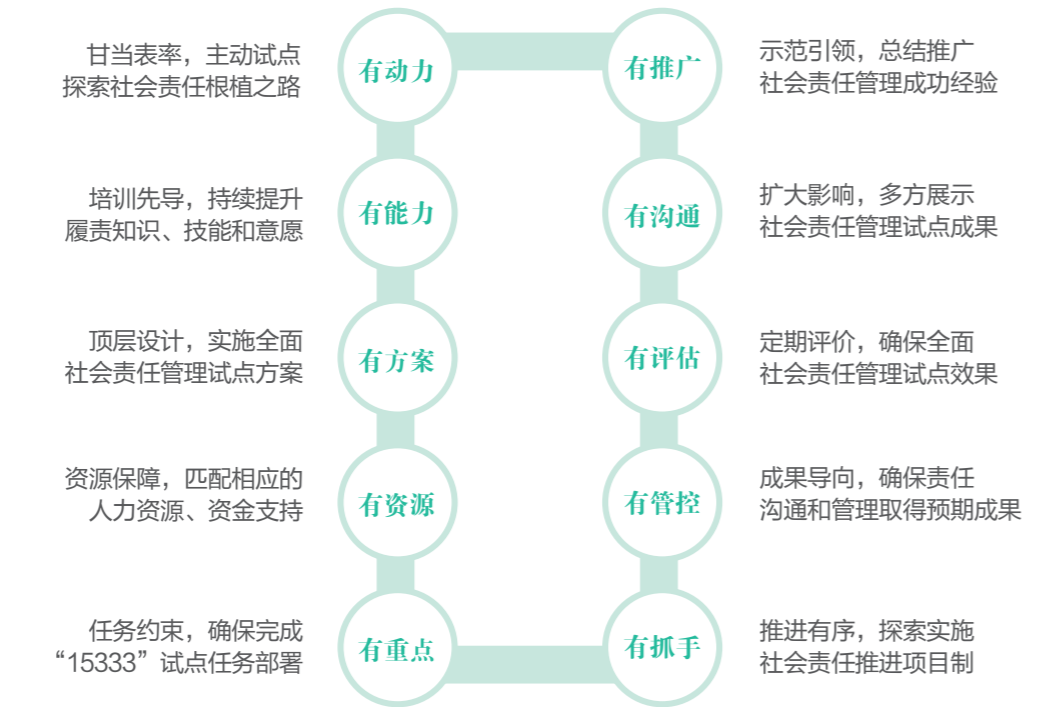 甘当表率，主动试点
探索社会责任根植之路
有动力
有推广
示范引领，总结推广
社会责任管理成功经验
培训先导，持续提升
履责知识、技能和意愿
有能力
有沟通
扩大影响，多方展示
社会责任管理试点成果
顶层设计，实施全面
社会责任管理试点方案
有方案
有评估
定期评价，确保全面
社会责任管理试点效果
资源保障，匹配相应的
人力资源、资金支持
有资源
有管控
成果导向，确保责任
沟通和管理取得预期成果
任务约束，确保完成
“15333”试点任务部署
有重点
有抓手
推进有序，探索实施
社会责任推进项目制